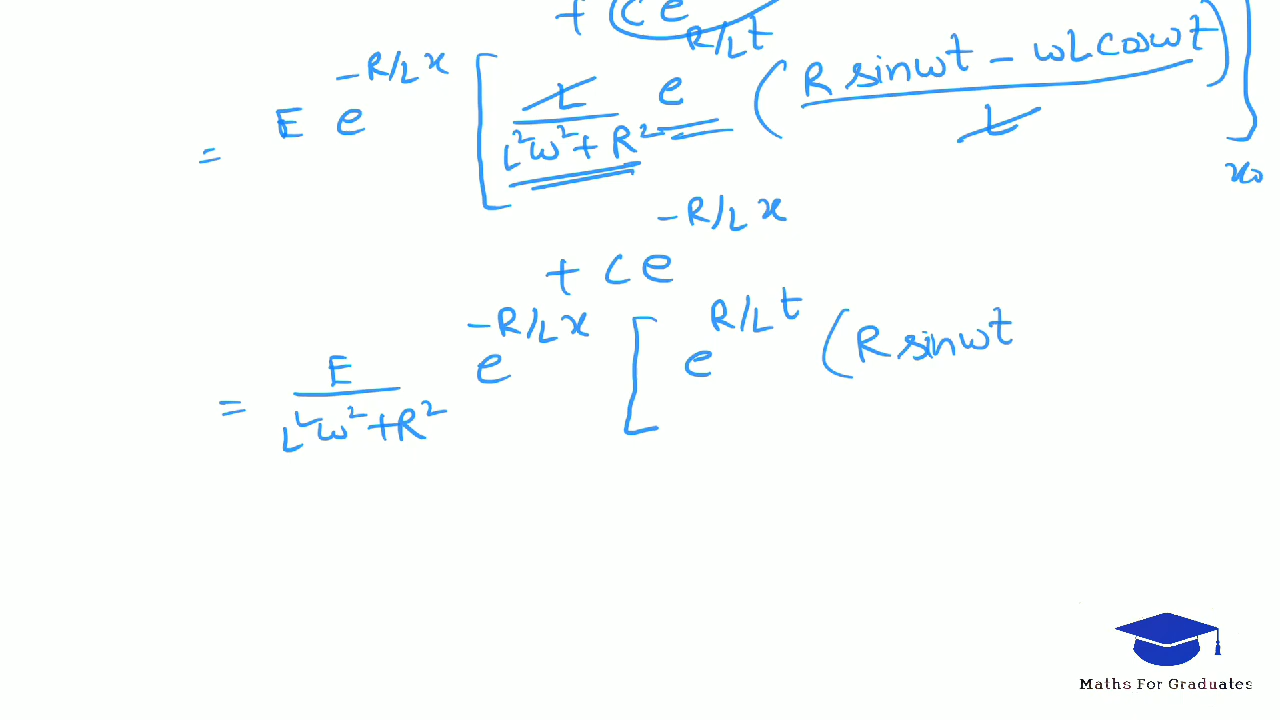 + Ce
= E e^{-R/L x} [ L/(L²ω² + R²) e^{R/L t} ( (R sinωt - ωL cosωt)/L ) ]_{x₀}
+ C e^{-R/L x}
= E/(L²ω² + R²) e^{-R/L x} [ e^{R/L t} ( R sinωt
Maths For Graduates